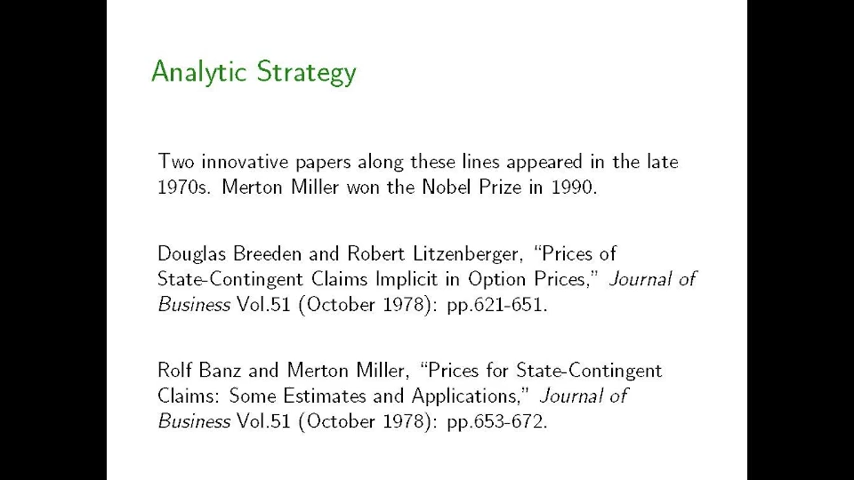 Analytic Strategy
Two innovative papers along these lines appeared in the late
1970s. Merton Miller won the Nobel Prize in 1990.
Douglas Breeden and Robert Litzenberger, “Prices of
State-Contingent Claims Implicit in Option Prices,” Journal of
Business Vol.51 (October 1978): pp.621-651.
Rolf Banz and Merton Miller, “Prices for State-Contingent
Claims: Some Estimates and Applications,” Journal of
Business Vol.51 (October 1978): pp.653-672.